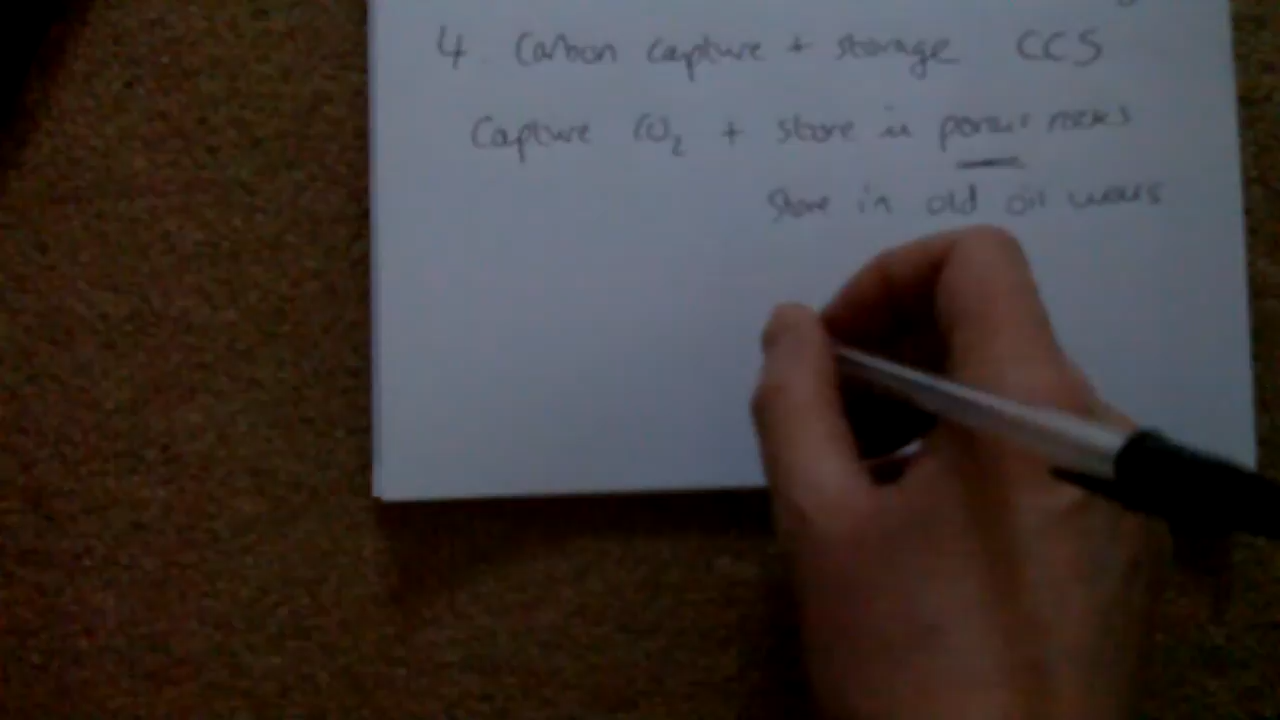 4. Carbon capture + storage CCS
Capture CO2 + store in porous rocks
Store in old oil wells